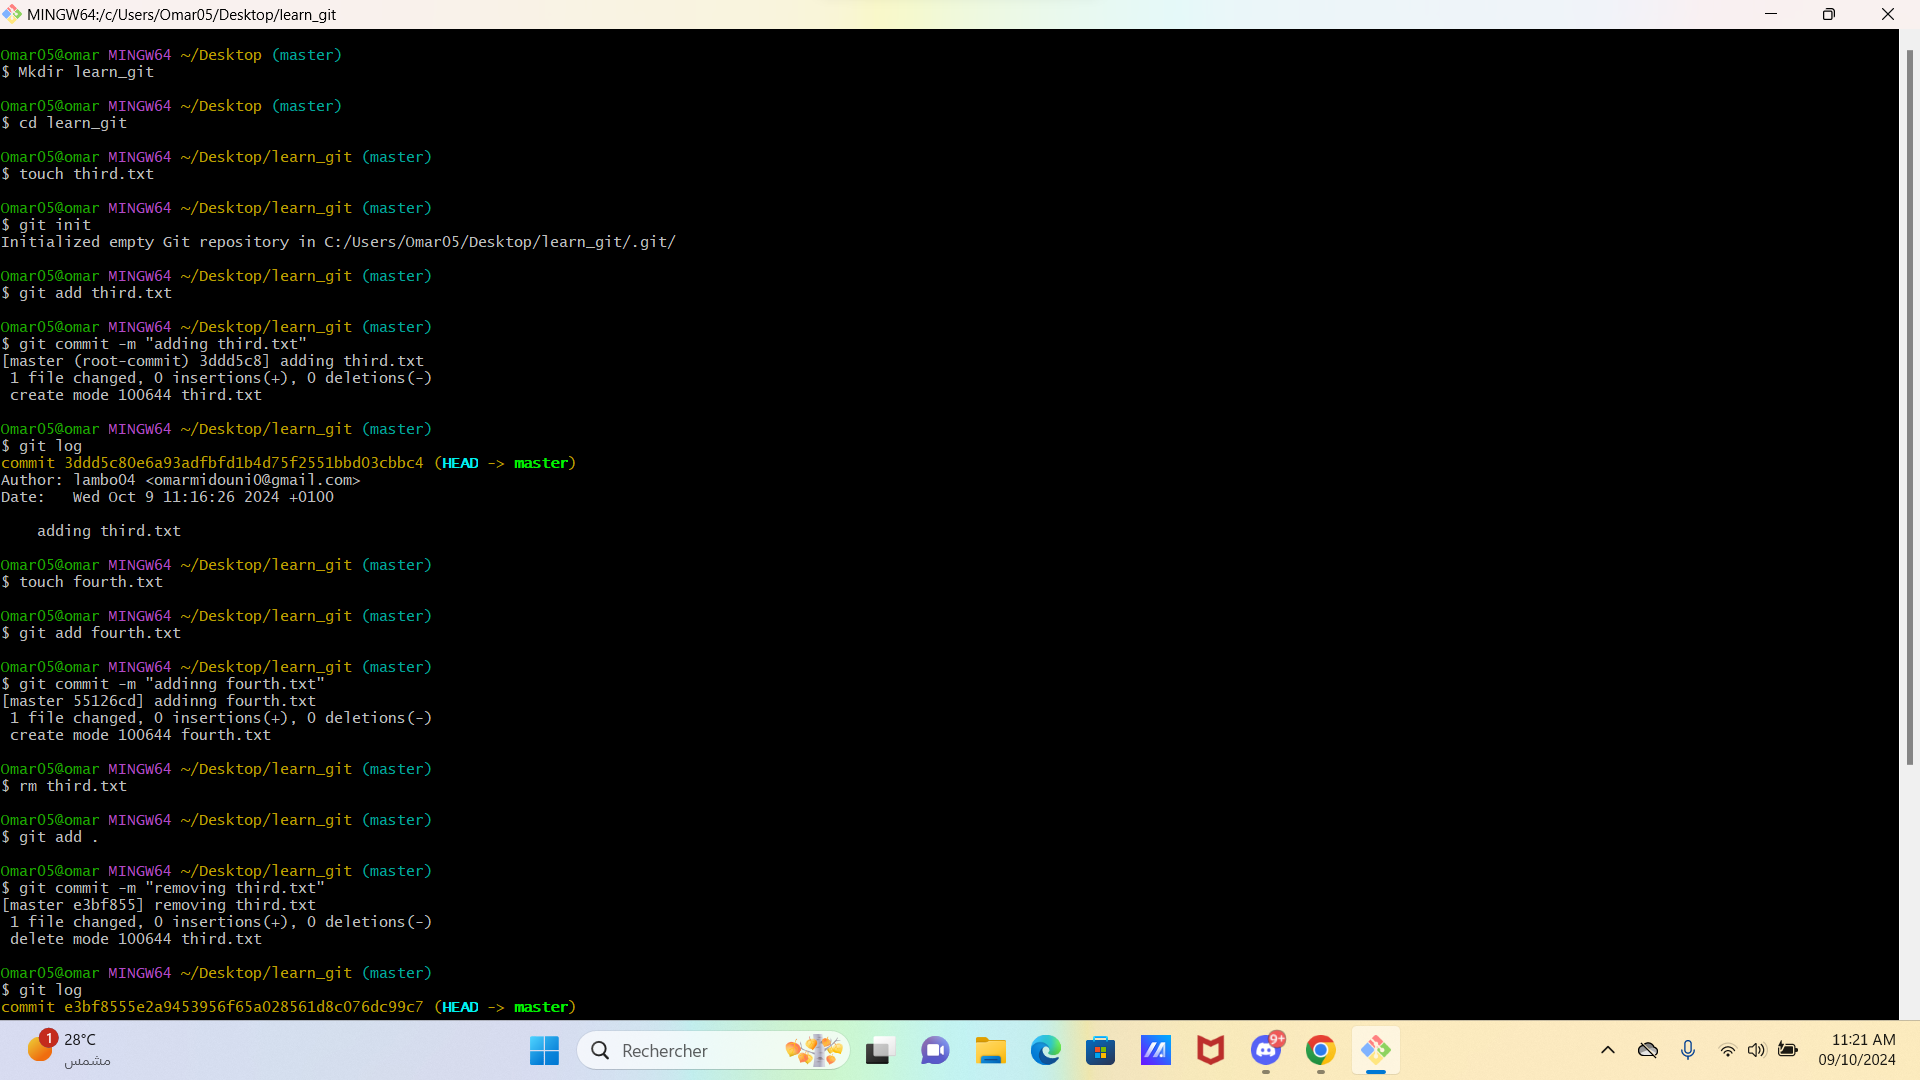 MINGW64:/c/Users/Omar05/Desktop/learn_git
Omar05@omar MINGW64 ~/Desktop (master)
$ Mkdir learn_git
Omar05@omar MINGW64 ~/Desktop (master)
$ cd learn_git
Omar05@omar MINGW64 ~/Desktop/learn_git (master)
$ touch third.txt
Omar05@omar MINGW64 ~/Desktop/learn_git (master)
$ git init
Initialized empty Git repository in C:/Users/Omar05/Desktop/learn_git/.git/
Omar05@omar MINGW64 ~/Desktop/learn_git (master)
$ git add third.txt
Omar05@omar MINGW64 ~/Desktop/learn_git (master)
$ git commit -m "adding third.txt"
[master (root-commit) 3ddd5c8] adding third.txt
1 file changed, 0 insertions(+), 0 deletions(-)
create mode 100644 third.txt
Omar05@omar MINGW64 ~/Desktop/learn_git (master)
$ git log
commit 3ddd5c80e6a93adfbfd1b4d75f2551bbd03cbbc4 (HEAD -> master)
Author: lambo04 <omarmidouni0@gmail.com>
Date:   Wed Oct 9 11:16:26 2024 +0100
adding third.txt
Omar05@omar MINGW64 ~/Desktop/learn_git (master)
$ touch fourth.txt
Omar05@omar MINGW64 ~/Desktop/learn_git (master)
$ git add fourth.txt
Omar05@omar MINGW64 ~/Desktop/learn_git (master)
$ git commit -m "addinng fourth.txt"
[master 55126cd] addinng fourth.txt
1 file changed, 0 insertions(+), 0 deletions(-)
create mode 100644 fourth.txt
Omar05@omar MINGW64 ~/Desktop/learn_git (master)
$ rm third.txt
Omar05@omar MINGW64 ~/Desktop/learn_git (master)
$ git add .
Omar05@omar MINGW64 ~/Desktop/learn_git (master)
$ git commit -m "removing third.txt"
[master e3bf855] removing third.txt
1 file changed, 0 insertions(+), 0 deletions(-)
delete mode 100644 third.txt
Omar05@omar MINGW64 ~/Desktop/learn_git (master)
$ git log
commit e3bf8555e2a9453956f65a028561d8c076dc99c7 (HEAD -> master)
1
28°C
مشمس
Rechercher
9+
11:21 AM
09/10/2024